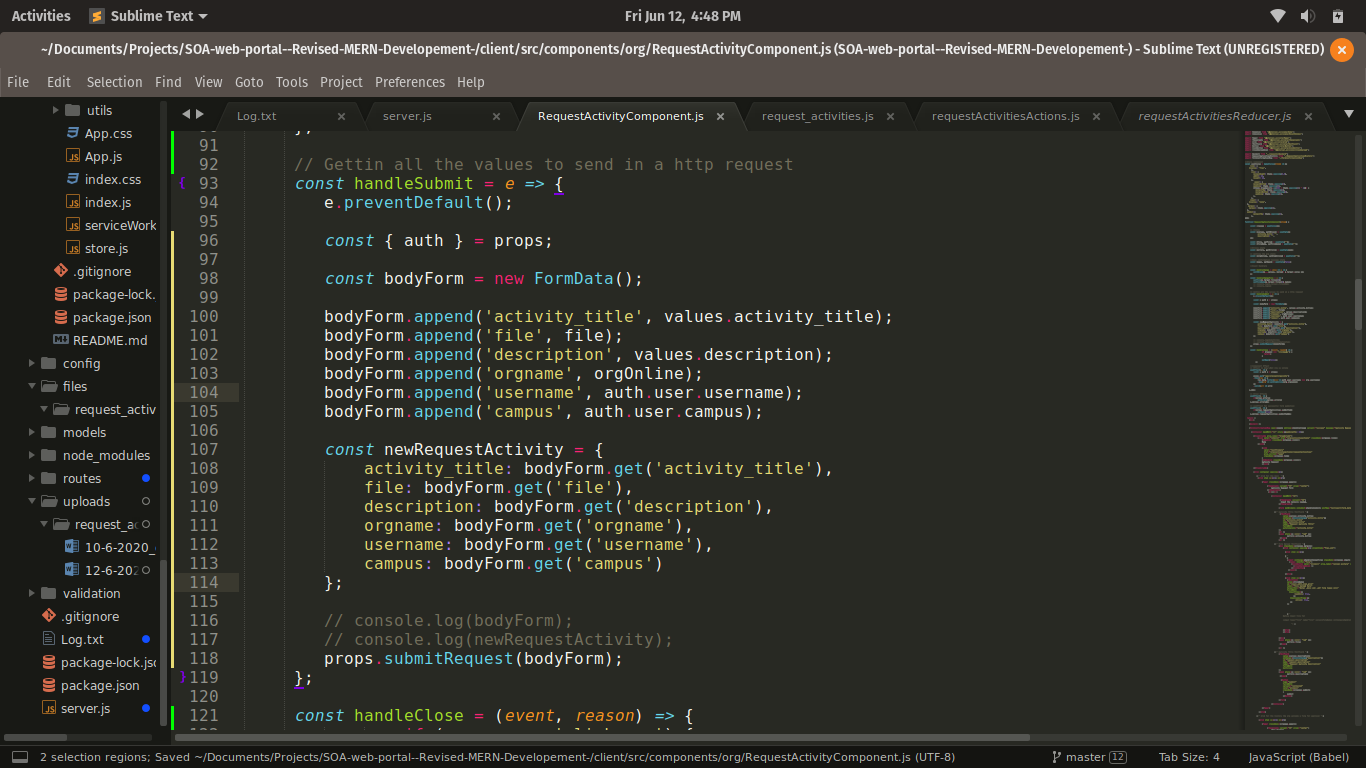 Activities Sublime Text Fri Jun 12, 4:48 PM
~/Documents/Projects/SOA-web-portal--Revised-MERN-Developement-/client/src/components/org/RequestActivityComponent.js (SOA-web-portal--Revised-MERN-Developement-) - Sublime Text (UNREGISTERED)
File Edit Selection Find View Goto Tools Project Preferences Help
utils
App.css
App.js
index.css
index.js
serviceWork
store.js
.gitignore
package-lock.
package.json
README.md
config
files
request_activ
models
node_modules
routes
uploads
request_ac
10-6-2020_
12-6-202
validation
.gitignore
Log.txt
package-lock.jso
package.json
server.js
Log.txt server.js RequestActivityComponent.js request_activities.js requestActivitiesActions.js requestActivitiesReducer.js
91
92 // Gettin all the values to send in a http request
93 const handleSubmit = e => {
94 e.preventDefault();
95
96 const { auth } = props;
97
98 const bodyForm = new FormData();
99
100 bodyForm.append('activity_title', values.activity_title);
101 bodyForm.append('file', file);
102 bodyForm.append('description', values.description);
103 bodyForm.append('orgname', orgOnline);
104 bodyForm.append('username', auth.user.username);
105 bodyForm.append('campus', auth.user.campus);
106
107 const newRequestActivity = {
108 activity_title: bodyForm.get('activity_title'),
109 file: bodyForm.get('file'),
110 description: bodyForm.get('description'),
111 orgname: bodyForm.get('orgname'),
112 username: bodyForm.get('username'),
113 campus: bodyForm.get('campus')
114 };
115
116 // console.log(bodyForm);
117 // console.log(newRequestActivity);
118 props.submitRequest(bodyForm);
119 };
120
121 const handleClose = (event, reason) => {
2 selection regions; Saved ~/Documents/Projects/SOA-web-portal--Revised-MERN-Developement-/client/src/components/org/RequestActivityComponent.js (UTF-8) master 12 Tab Size: 4 JavaScript (Babel)